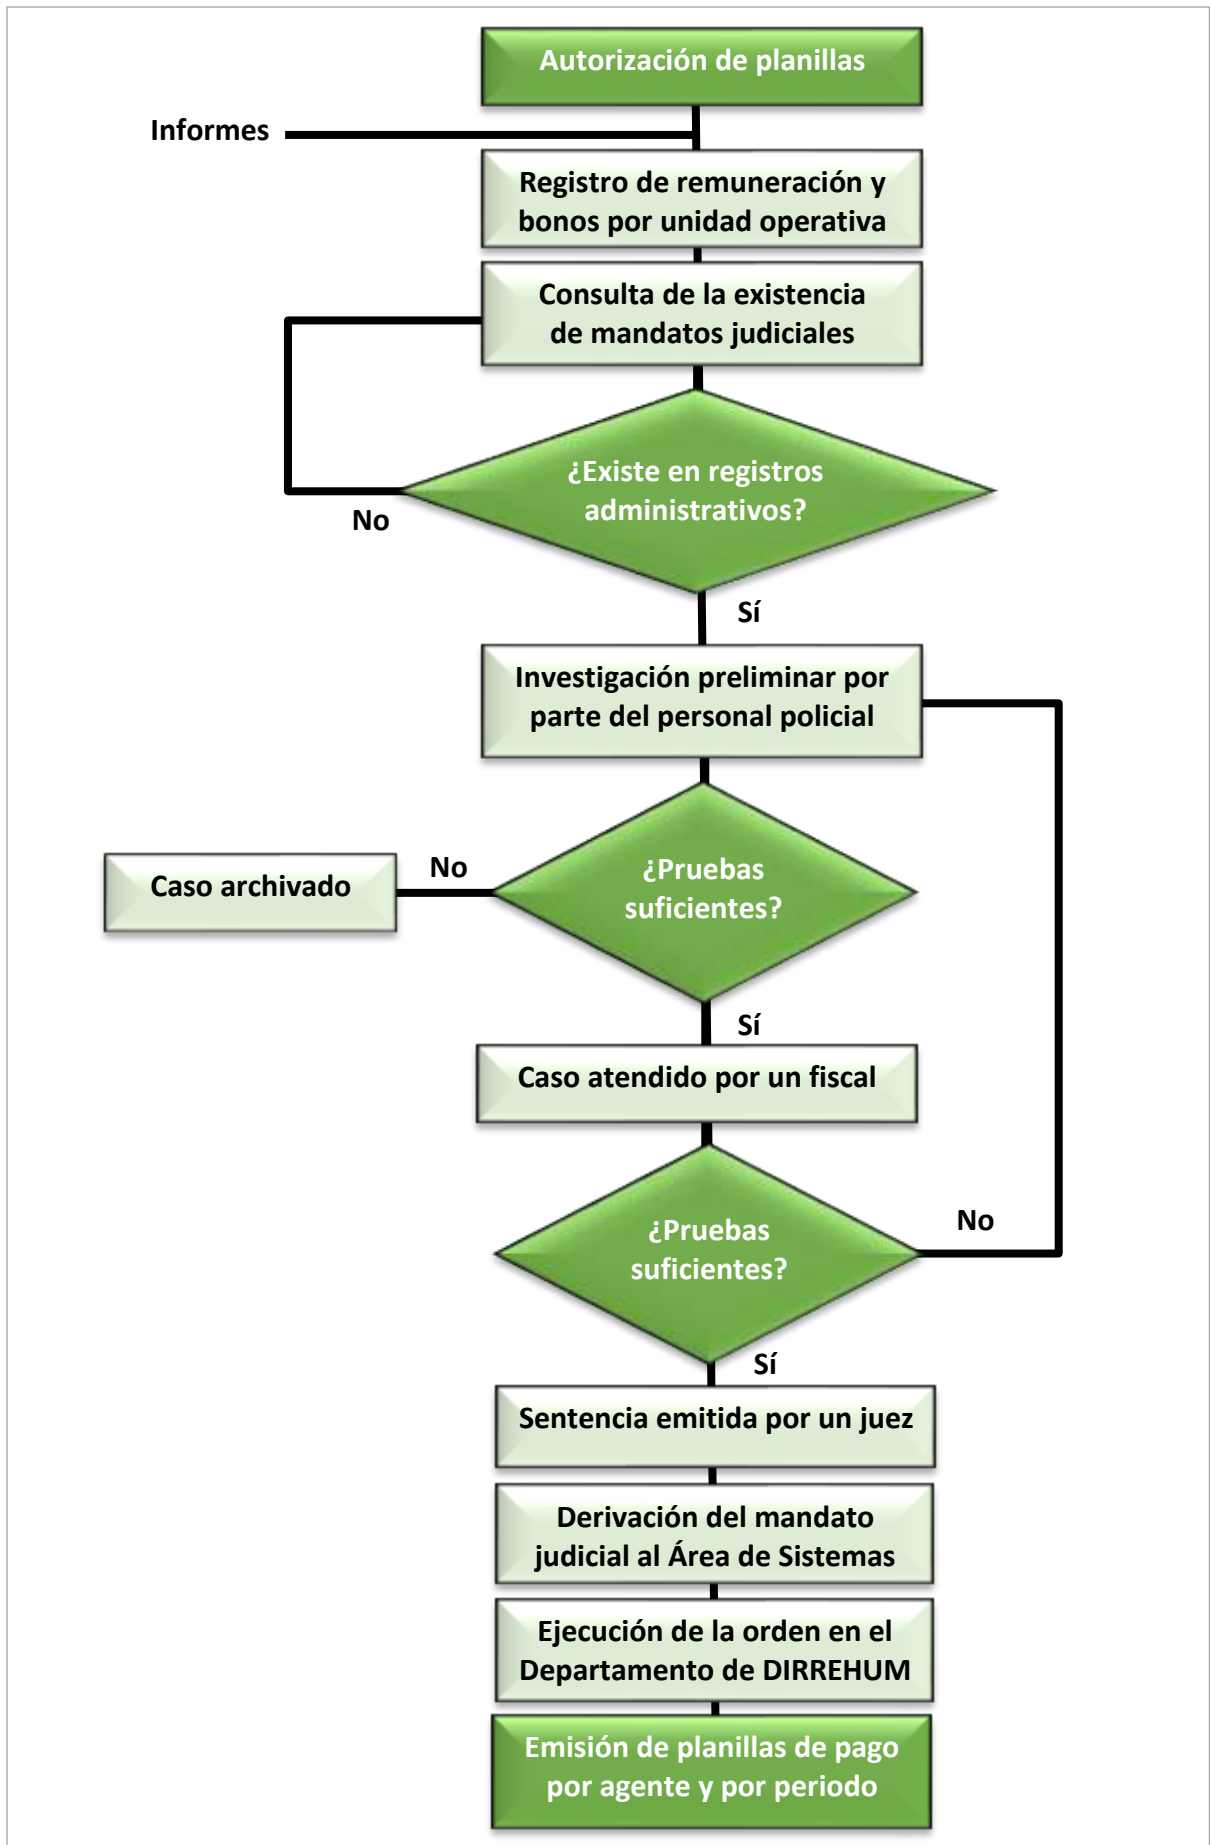 Autorización de planillas
Informes
Registro de remuneración y
bonos por unidad operativa
Consulta de la existencia
de mandatos judiciales
¿Existe en registros
administrativos?
No
Sí
Investigación preliminar por
parte del personal policial
Caso archivado
No
¿Pruebas
suficientes?
Sí
Caso atendido por un fiscal
¿Pruebas
suficientes?
No
Sí
Sentencia emitida por un juez
Derivación del mandato
judicial al Área de Sistemas
Ejecución de la orden en el
Departamento de DIRREHUM
Emisión de planillas de pago
por agente y por periodo